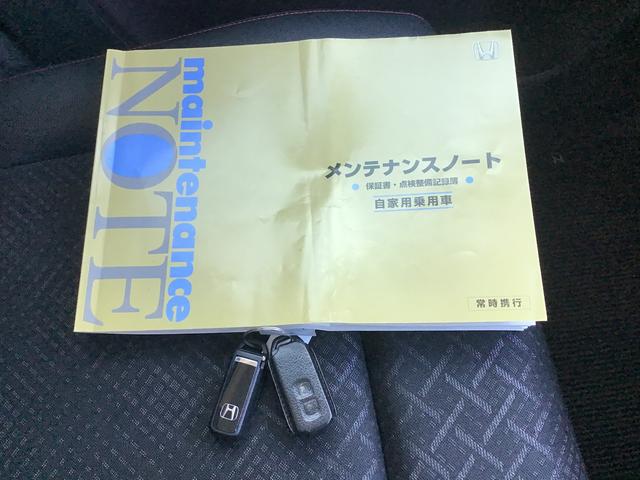 maintenance
NOTE
メンテナンスノート
保証書・点検整備記録簿
自家用乗用車
常時携行